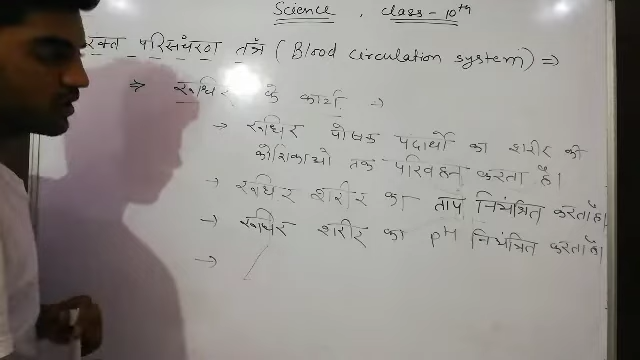 Science , class - 10th
रक्त परिसंचरण तंत्र ( Blood circulation system) =>
=> रूधिर के कार्य ->
-> रूधिर पोषक पदार्थो का शरीर की
कोशिकाओ तक परिवहन करता है।
-> रूधिर शरीर का ताप नियंत्रित करता है।
-> रूधिर शरीर का pH नियंत्रित करता है।
->